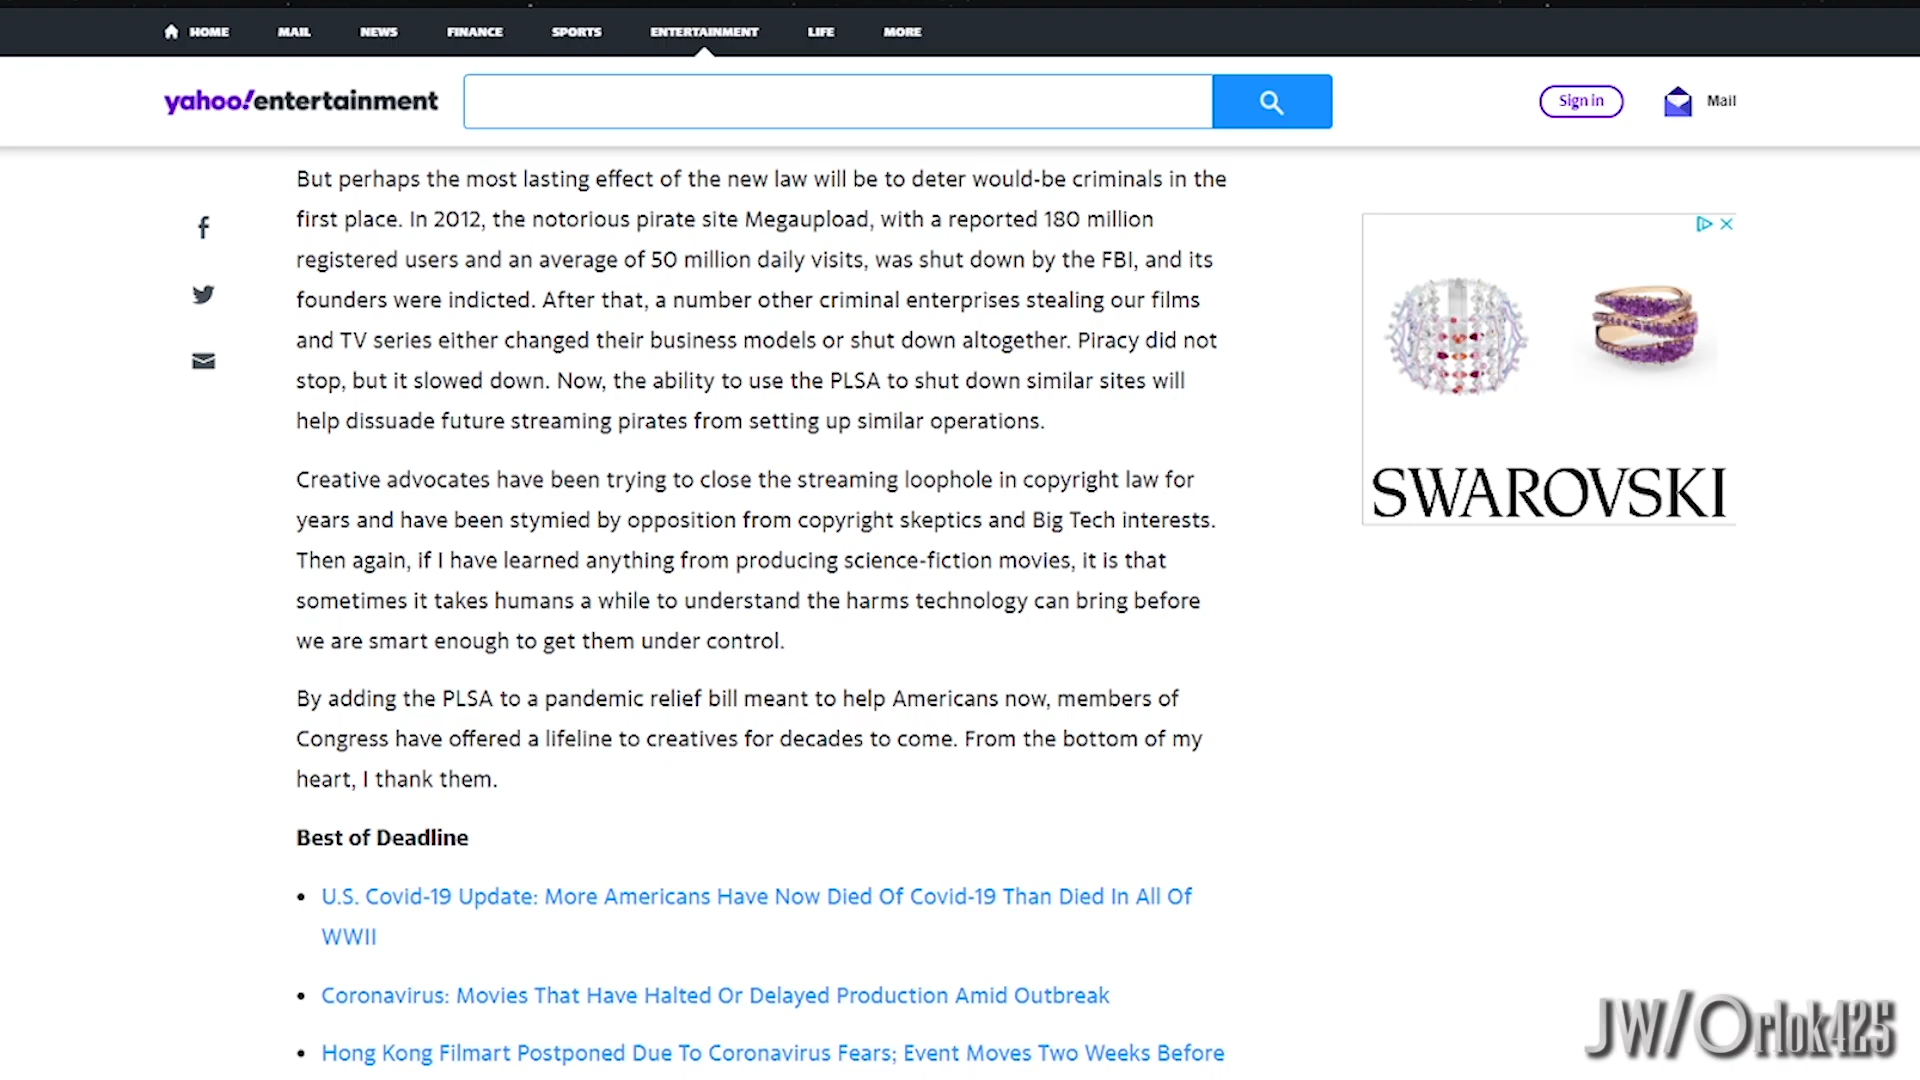 HOME MAIL NEWS FINANCE SPORTS ENTERTAINMENT LIFE MORE
yahoo!entertainment Sign in Mail
But perhaps the most lasting effect of the new law will be to deter would-be criminals in the
first place. In 2012, the notorious pirate site Megaupload, with a reported 180 million
registered users and an average of 50 million daily visits, was shut down by the FBI, and its
founders were indicted. After that, a number other criminal enterprises stealing our films
and TV series either changed their business models or shut down altogether. Piracy did not
stop, but it slowed down. Now, the ability to use the PLSA to shut down similar sites will
help dissuade future streaming pirates from setting up similar operations.
Creative advocates have been trying to close the streaming loophole in copyright law for
years and have been stymied by opposition from copyright skeptics and Big Tech interests.
Then again, if I have learned anything from producing science-fiction movies, it is that
sometimes it takes humans a while to understand the harms technology can bring before
we are smart enough to get them under control.
By adding the PLSA to a pandemic relief bill meant to help Americans now, members of
Congress have offered a lifeline to creatives for decades to come. From the bottom of my
heart, I thank them.
Best of Deadline
U.S. Covid-19 Update: More Americans Have Now Died Of Covid-19 Than Died In All Of
WWII
Coronavirus: Movies That Have Halted Or Delayed Production Amid Outbreak
Hong Kong Filmart Postponed Due To Coronavirus Fears; Event Moves Two Weeks Before
SWAROVSKI
JW/Orlok425